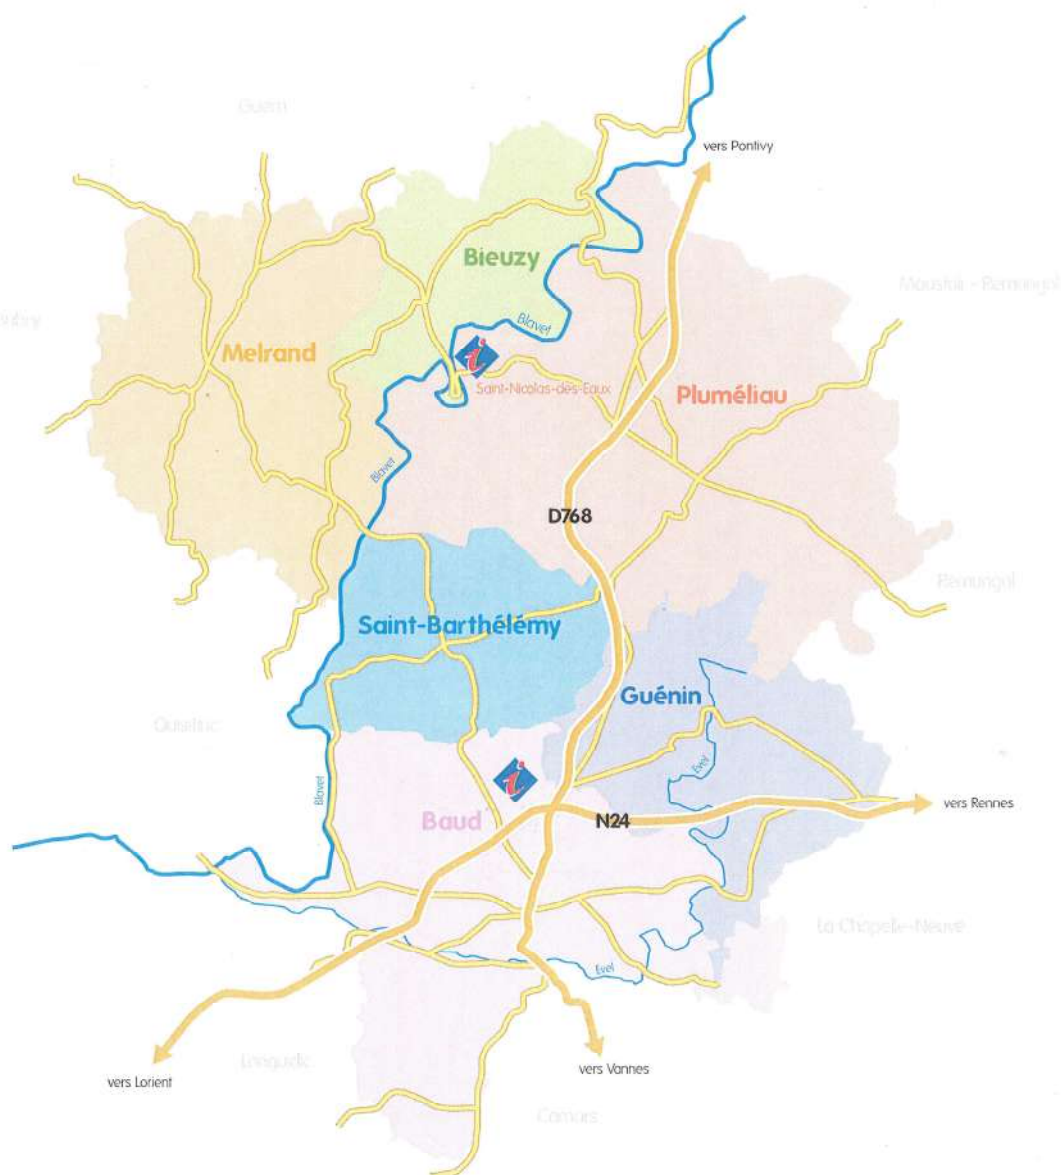 Guern
vers Pontivy
Bieuzy
Moustoir - Remungol
Blavet
Melrand
Saint-Nicolas-des-Eaux
Pluméliau
Blavet
D768
Remungol
Saint-Barthélémy
Guénin
Quistinic
Evel
Blavet
Baud
N24
vers Rennes
La Chapelle-Neuve
Evel
Languidic
vers Vannes
vers Lorient
Camors